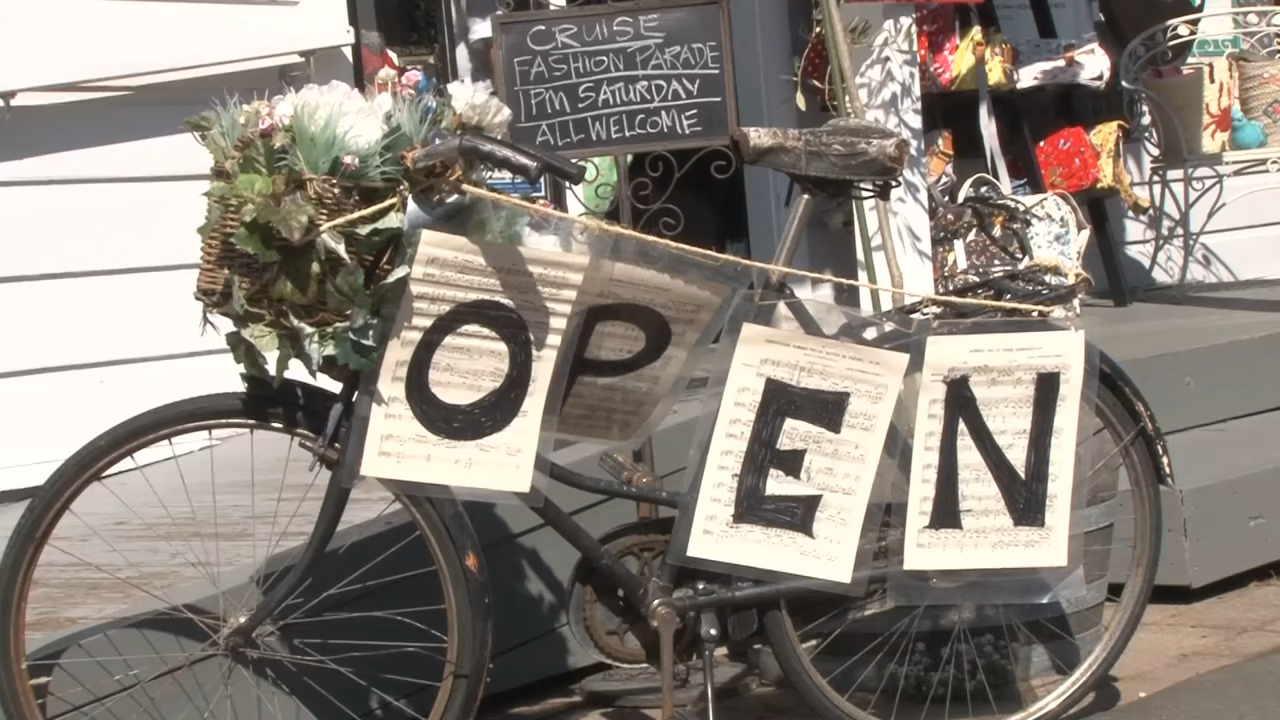 CRUISE
FASHION PARADE
1PM SATURDAY
ALL WELCOME
OPEN